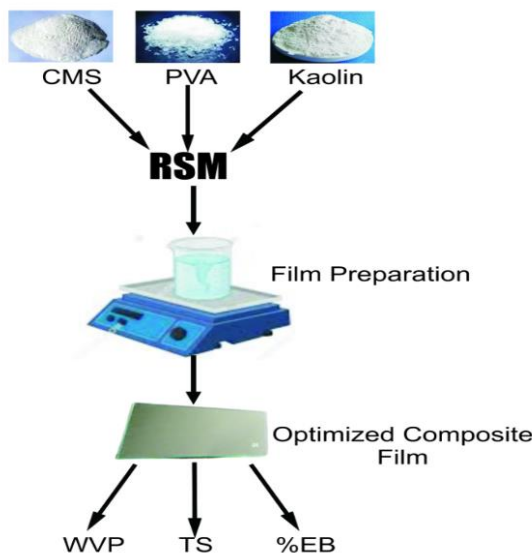 CMS PVA Kaolin
RSM
Film Preparation
Optimized Composite
Film
WVP TS %EB